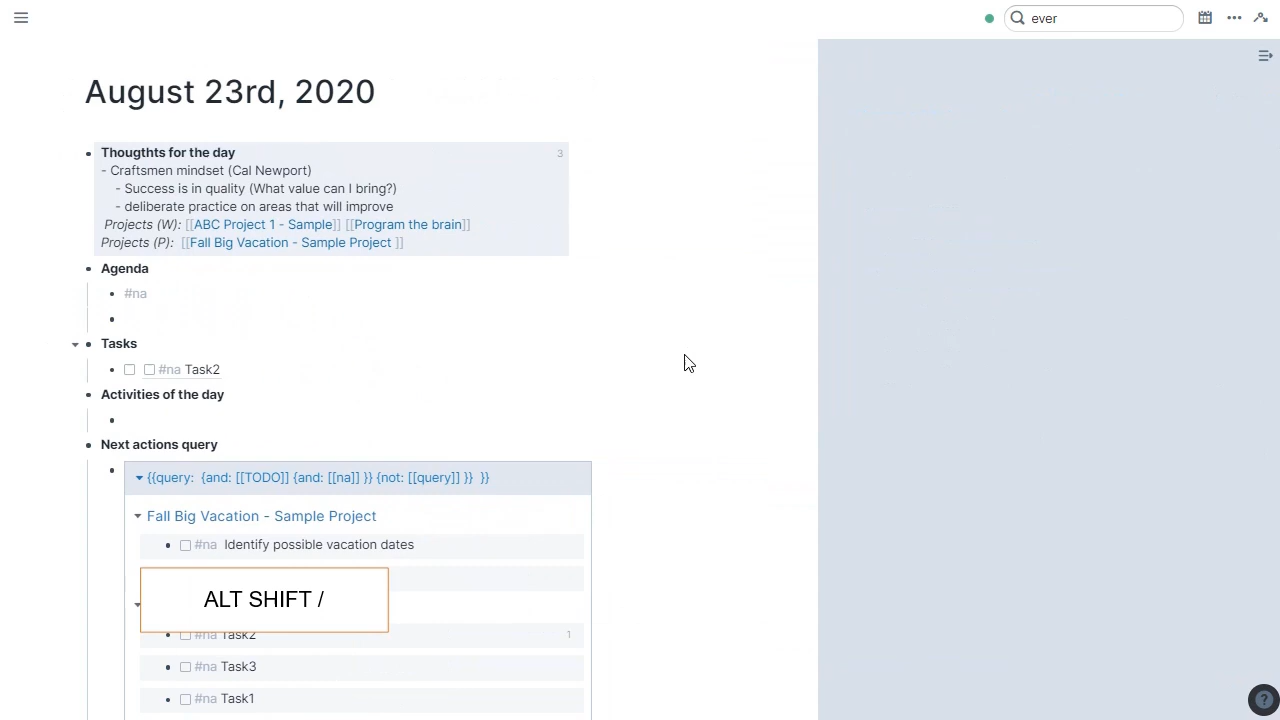 ever
August 23rd, 2020
Thougthts for the day
3
- Craftsmen mindset (Cal Newport)
- Success is in quality (What value can I bring?)
- deliberate practice on areas that will improve
Projects (W): [[ABC Project 1 - Sample]] [[Program the brain]]
Projects (P): [[Fall Big Vacation - Sample Project ]]
Agenda
#na
Tasks
#na Task2
Activities of the day
Next actions query
{{query: {and: [[TODO]] {and: [[na]] }} {not: [[query]] }} }}
Fall Big Vacation - Sample Project
#na Identify possible vacation dates
ALT SHIFT /
#na Task2
1
#na Task3
#na Task1